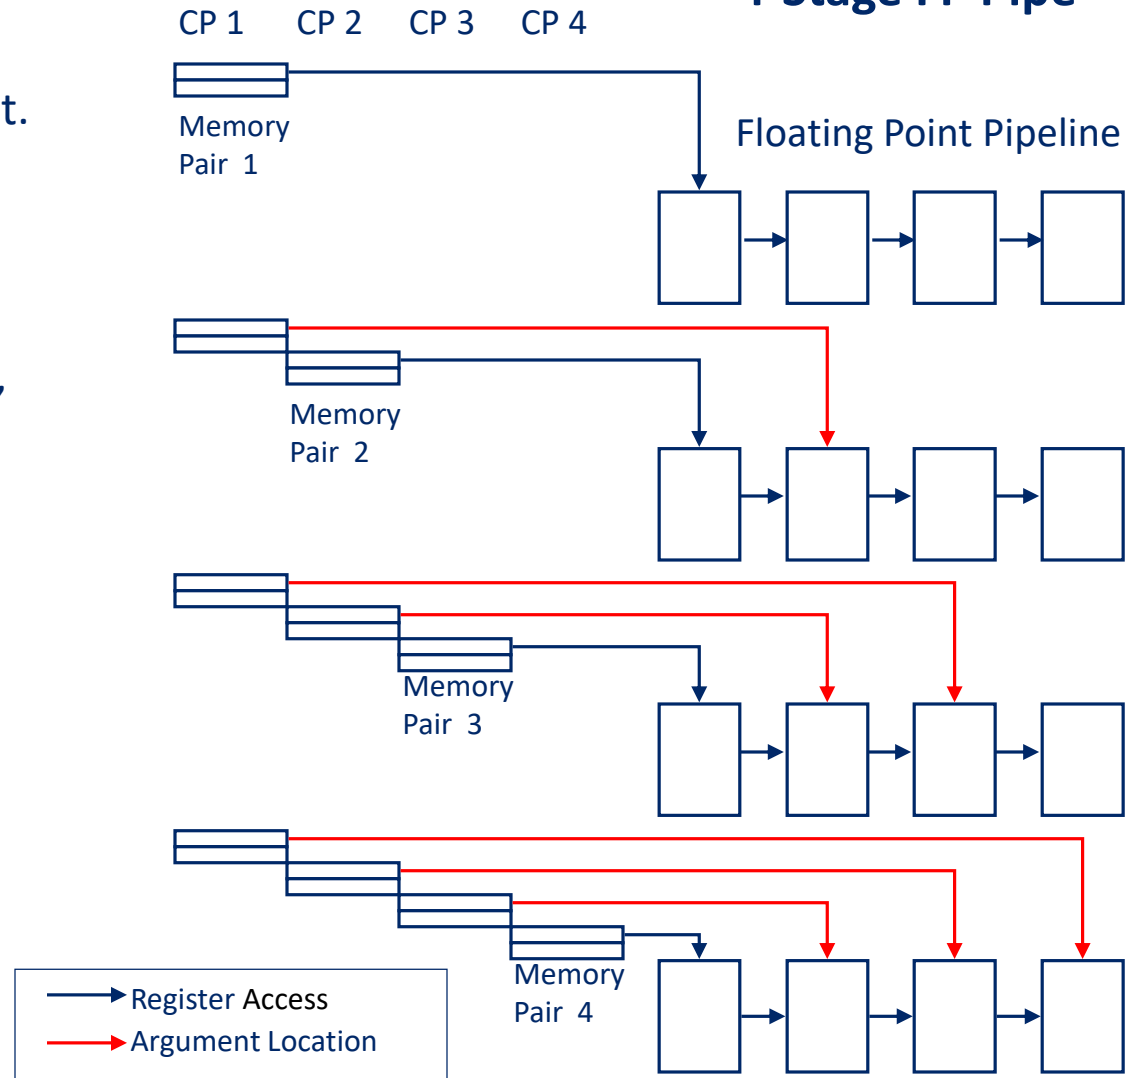 CP 1 CP 2 CP 3 CP 4
t.
Memory
Pair 1
Floating Point Pipeline
,
Memory
Pair 2
Memory
Pair 3
Memory
Pair 4
Register Access
Argument Location